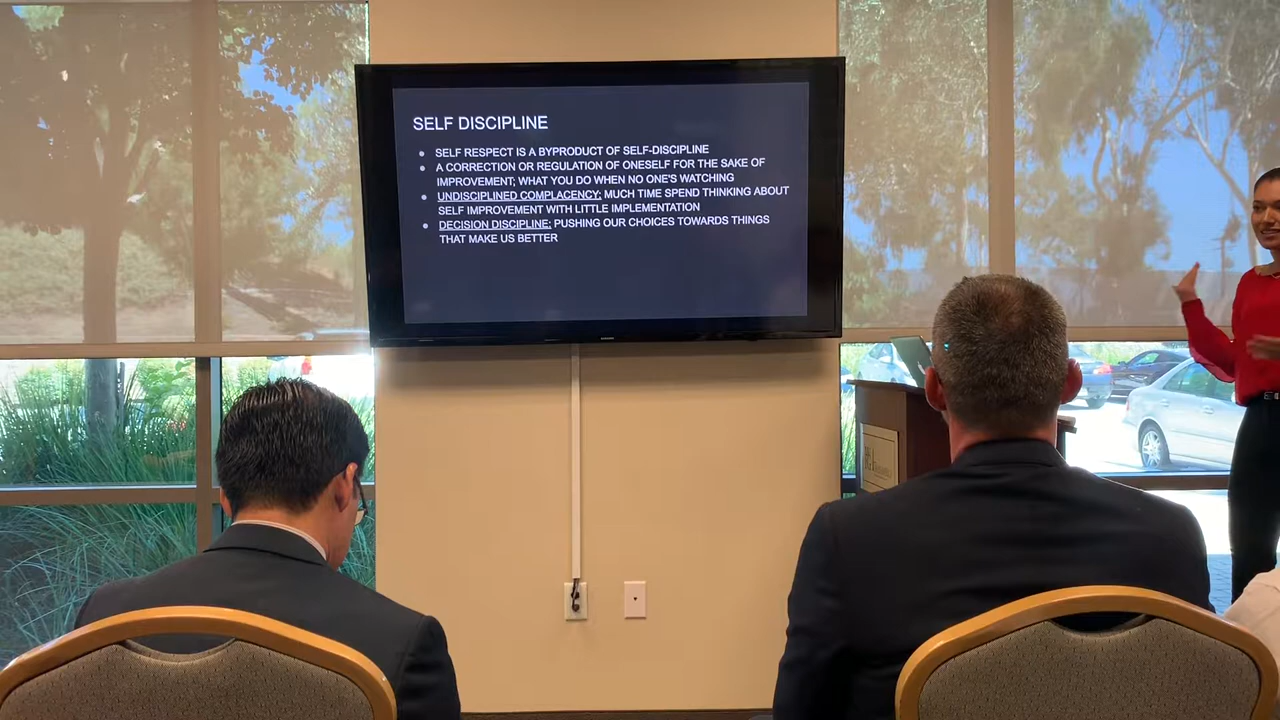 SELF DISCIPLINE
SELF RESPECT IS A BYPRODUCT OF SELF-DISCIPLINE
A CORRECTION OR REGULATION OF ONESELF FOR THE SAKE OF
IMPROVEMENT; WHAT YOU DO WHEN NO ONE'S WATCHING
UNDISCIPLINED COMPLACENCY: MUCH TIME SPEND THINKING ABOUT
SELF IMPROVEMENT WITH LITTLE IMPLEMENTATION
DECISION DISCIPLINE: PUSHING OUR CHOICES TOWARDS THINGS
THAT MAKE US BETTER
SAMSUNG